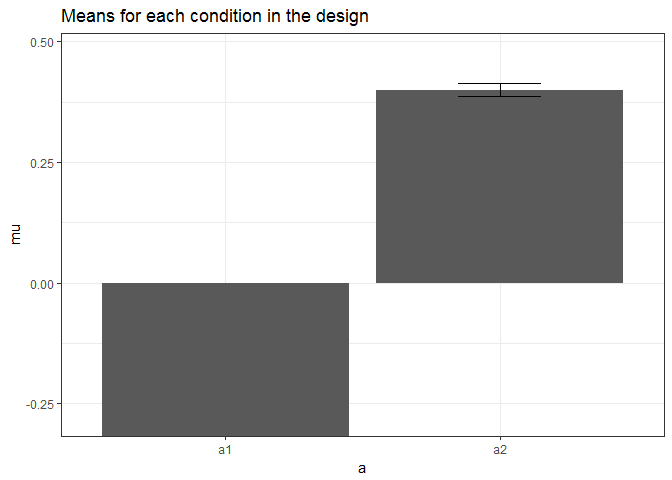 Means for each condition in the design
0.50
0.25
mu
0.00
-0.25
a1
a2
a